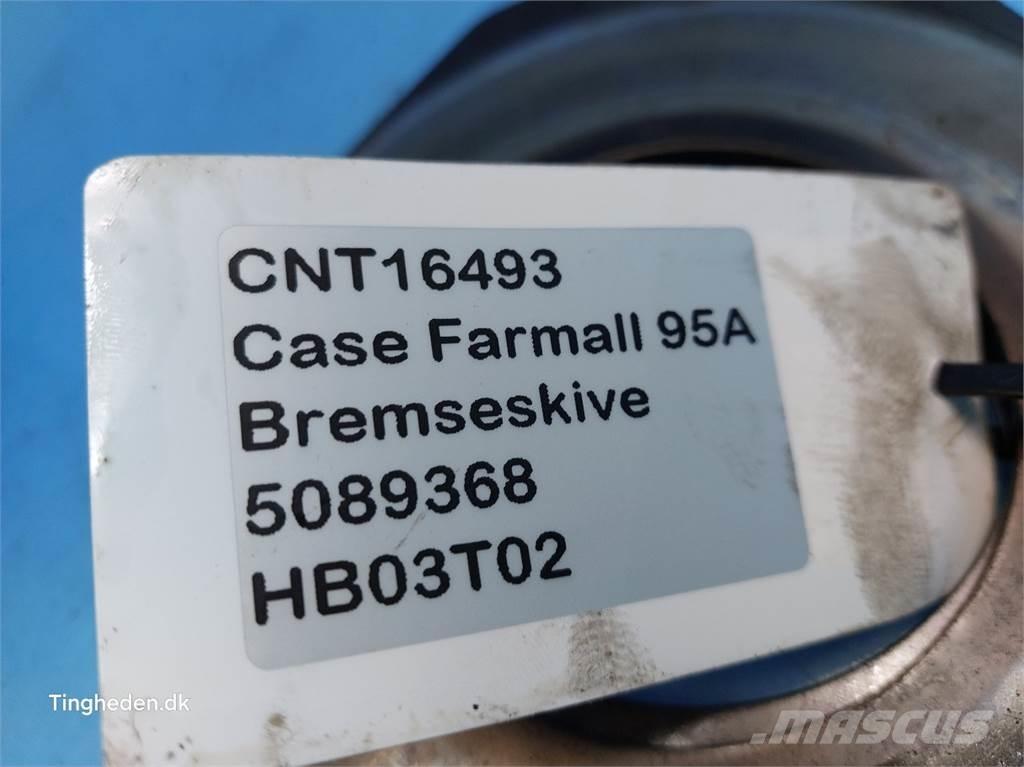 CNT16493
Case Farmall 95A
Bremseskive
5089368
HB03T02
Tingheden.dk
MASCUS